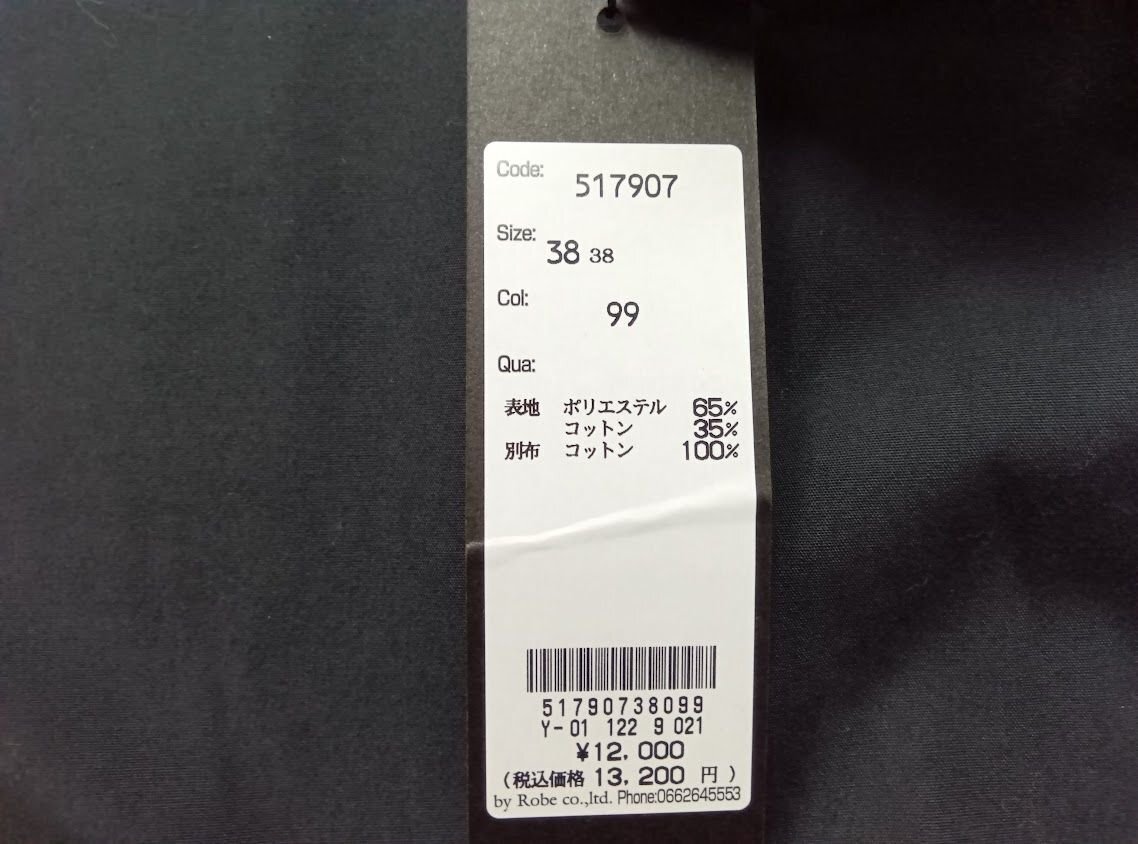 Code: 517907
Size: 38 38
Col: 99
Qua:
表地 ポリエステル 65%
コットン 35%
別布 コットン 100%
51790738099
Y-01 122 9 021
¥12,000
(税込価格 13,200 円 )
by Robe co.,ltd. Phone:0662645553